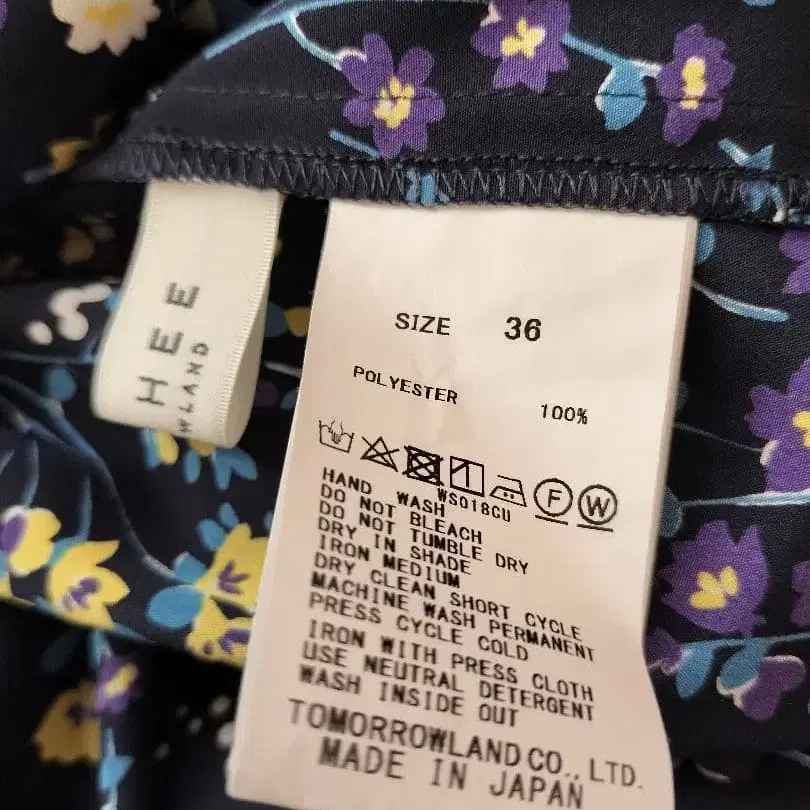 HEE
WLAND
SIZE 36
POLYESTER 100%
F W
WS018CU
HAND WASH
DO NOT BLEACH
DO NOT TUMBLE DRY
DRY IN SHADE
IRON MEDIUM
DRY CLEAN SHORT CYCLE
MACHINE WASH PERMANENT
PRESS CYCLE COLD
IRON WITH PRESS CLOTH
USE NEUTRAL DETERGENT
WASH INSIDE OUT
TOMORROWLAND CO., LTD.
MADE IN JAPAN